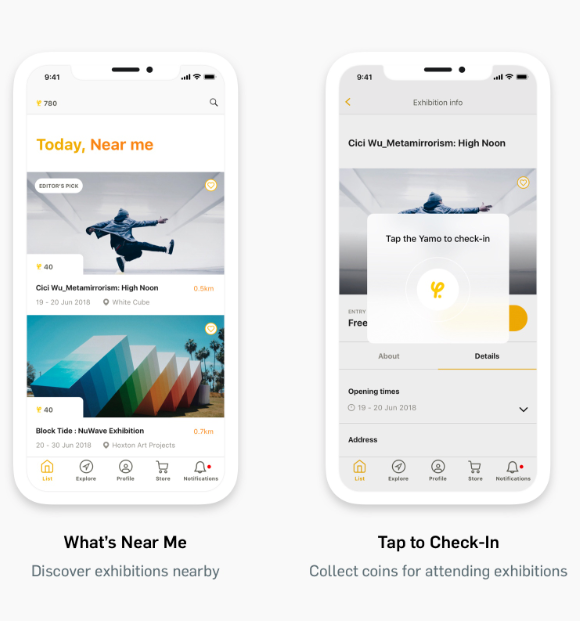 9:41
780
Today, Near me
EDITOR'S PICK
40
Cici Wu_Metamirrorism: High Noon
0.5km
19 - 20 Jun 2018
White Cube
40
Block Tide : NuWave Exhibition
0.7km
20 - 30 Jun 2018
Hoxton Art Projects
List
Explore
Profile
Store
Notifications
What's Near Me
Discover exhibitions nearby
9:41
Exhibition info
Cici Wu_Metamirrorism: High Noon
Tap the Yamo to check-in
ENTRY
Free
About
Details
Opening times
19 - 20 Jun 2018
Address
List
Explore
Profile
Store
Notifications
Tap to Check-In
Collect coins for attending exhibitions